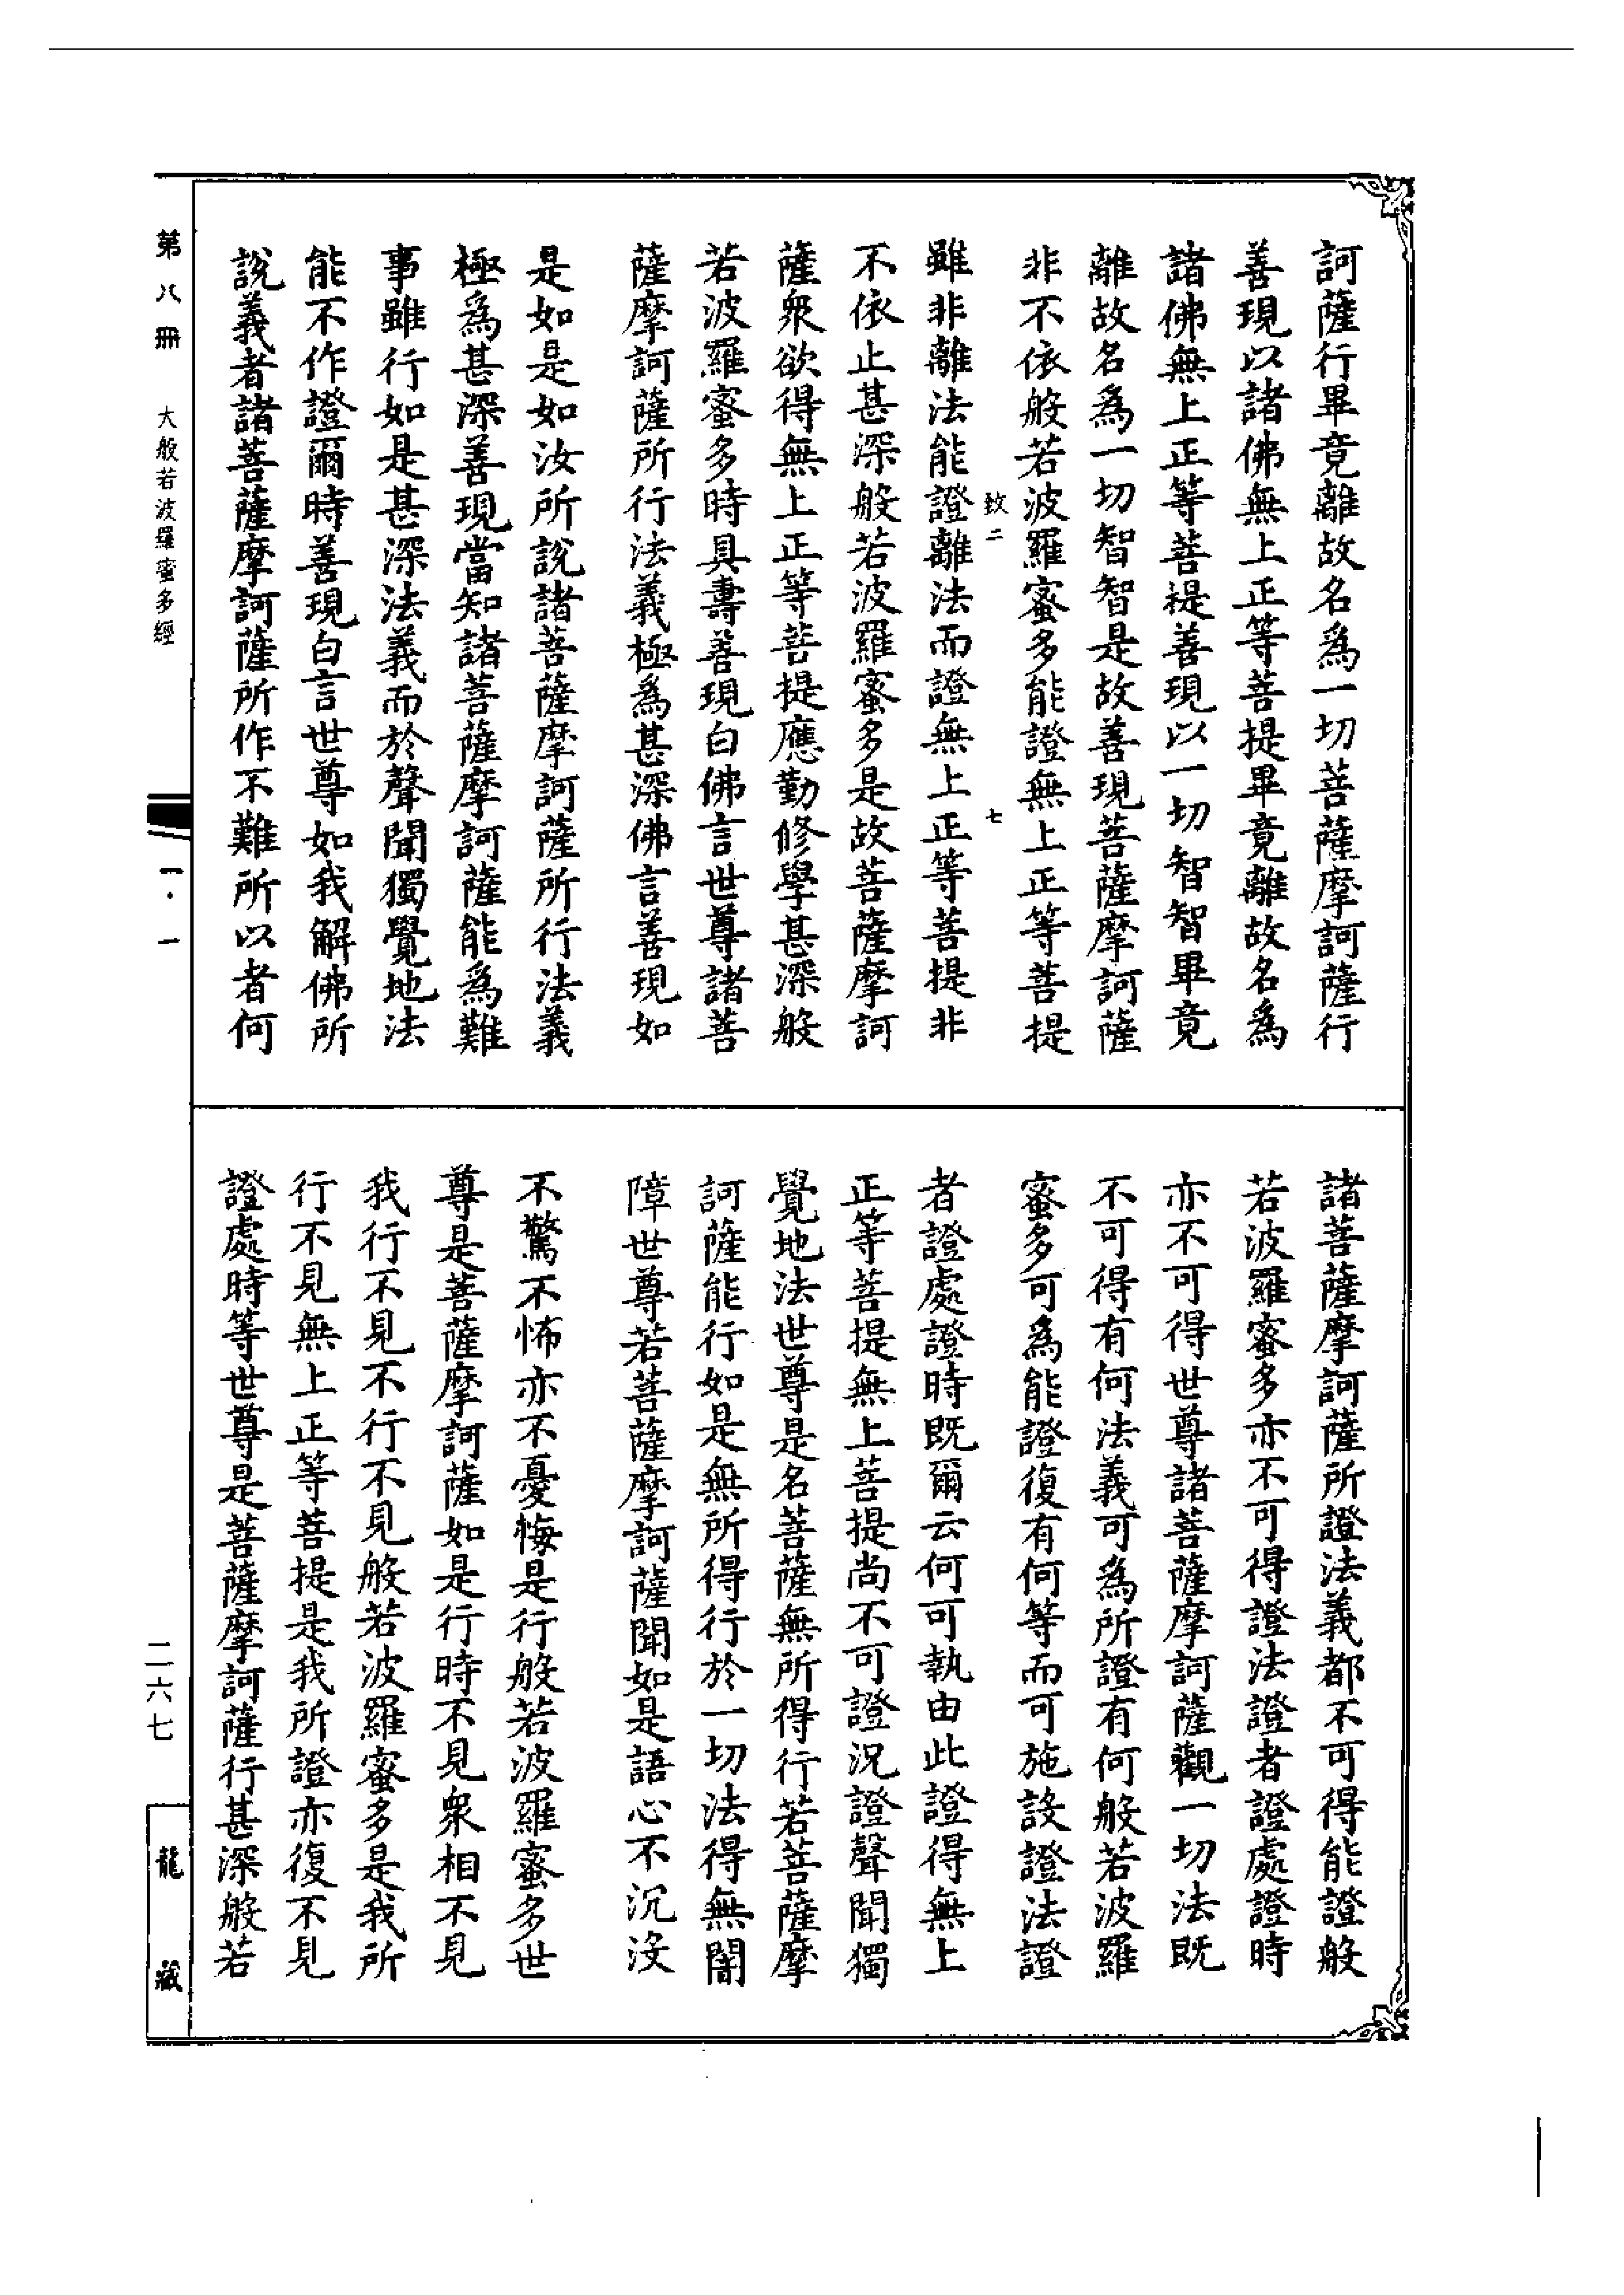 訶薩行畢竟離故名爲一切菩薩摩訶薩行
善現以諸佛無上正等菩提畢竟離故名爲
諸佛無上正等菩提善現以一切智智畢竟
離故名爲一切智智是故善現菩薩摩訶薩
非不依般若波羅蜜多能證無上正等菩提
致二 七
雖非離法能證離法而證無上正等菩提非
不依止甚深般若波羅蜜多是故菩薩摩訶
薩衆欲得無上正等菩提應勤修學甚深般
若波羅蜜多時具壽善現白佛言世尊諸菩
薩摩訶薩所行法義極爲甚深佛言善現如
是如是如汝所說諸菩薩摩訶薩所行法義
極爲甚深善現當知諸菩薩摩訶薩能爲難
事雖行如是甚深法義而於聲聞獨覺地法
能不作證爾時善現白言世尊如我解佛所
說義者諸菩薩摩訶薩所作不難所以者何
諸菩薩摩訶薩所證法義都不可得能證般
若波羅蜜多亦不可得證法證者證處證時
亦不可得世尊諸菩薩摩訶薩觀一切法既
不可得有何法義可爲所證有何般若波羅
蜜多可爲能證復有何等而可施設證法證
者證處證時既爾云何可執由此證得無上
正等菩提無上菩提尚不可證況證聲聞獨
覺地法世尊是名菩薩無所得行若菩薩摩
訶薩能行如是無所得行於一切法得無闇
障世尊若菩薩摩訶薩聞如是語心不沉沒
不驚不怖亦不憂悔是行般若波羅蜜多世
尊是菩薩摩訶薩如是行時不見衆相不見
我行不見不行不見般若波羅蜜多是我所
行不見無上正等菩提是我所證亦復不見
證處時等世尊是菩薩摩訶薩行甚深般若
第八冊 大般若波羅蜜多經 一·一
二六七
龍藏